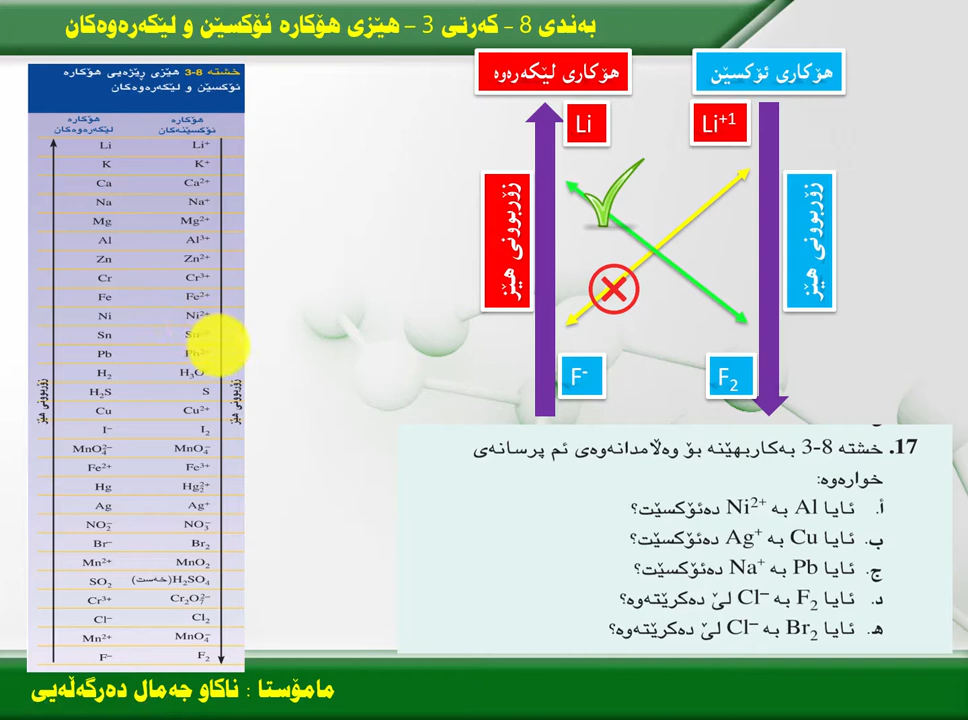 بەندی 8 - کەرتی 3 - هێزی هۆکارە ئۆکسێن و لێکەرەوەکان
خشتە 8-3 هێزی ڕێژەیی هۆکارە
ئۆکسێن و لێکەرەوەکان
هۆکارە لێکەرەوەکان
هۆکارە ئۆکسێنەکان
Li Li⁺
K K⁺
Ca Ca²⁺
Na Na⁺
Mg Mg²⁺
Al Al³⁺
Zn Zn²⁺
Cr Cr³⁺
Fe Fe²⁺
Ni Ni²⁺
Sn Sn²⁺
Pb Pb²⁺
H₂ H₃O⁺
H₂S S
Cu Cu²⁺
I⁻ I₂
MnO₄²⁻ MnO₄⁻
Fe²⁺ Fe³⁺
Hg Hg₂²⁺
Ag Ag⁺
NO₂⁻ NO₃⁻
Br⁻ Br₂
Mn²⁺ MnO₂
SO₂ H₂SO₄(خەست)
Cr³⁺ Cr₂O₇²⁻
Cl⁻ Cl₂
Mn²⁺ MnO₄⁻
F⁻ F₂
زۆربوونی هێز
زۆربوونی هێز
هۆکاری ئۆکسێن
هۆکاری لێکەرەوە
Li Li⁺¹
زۆربوونی هێز
زۆربوونی هێز
F⁻ F₂
17. خشتە 8-3 بەکاربهێنە بۆ وەڵامدانەوەی ئم پرسانەی
خوارەوە:
أ. ئایا Al بە Ni²⁺ دەئۆکسێت؟
ب. ئایا Cu بە Ag⁺ دەئۆکسێت؟
ج. ئایا Pb بە Na⁺ دەئۆکسێت؟
د. ئایا F₂ بە Cl⁻ لێ دەکرێتەوە؟
هـ. ئایا Br₂ بە Cl⁻ لێ دەکرێتەوە؟
مامۆستا : ناکاو جەمال دەرگەڵەیی